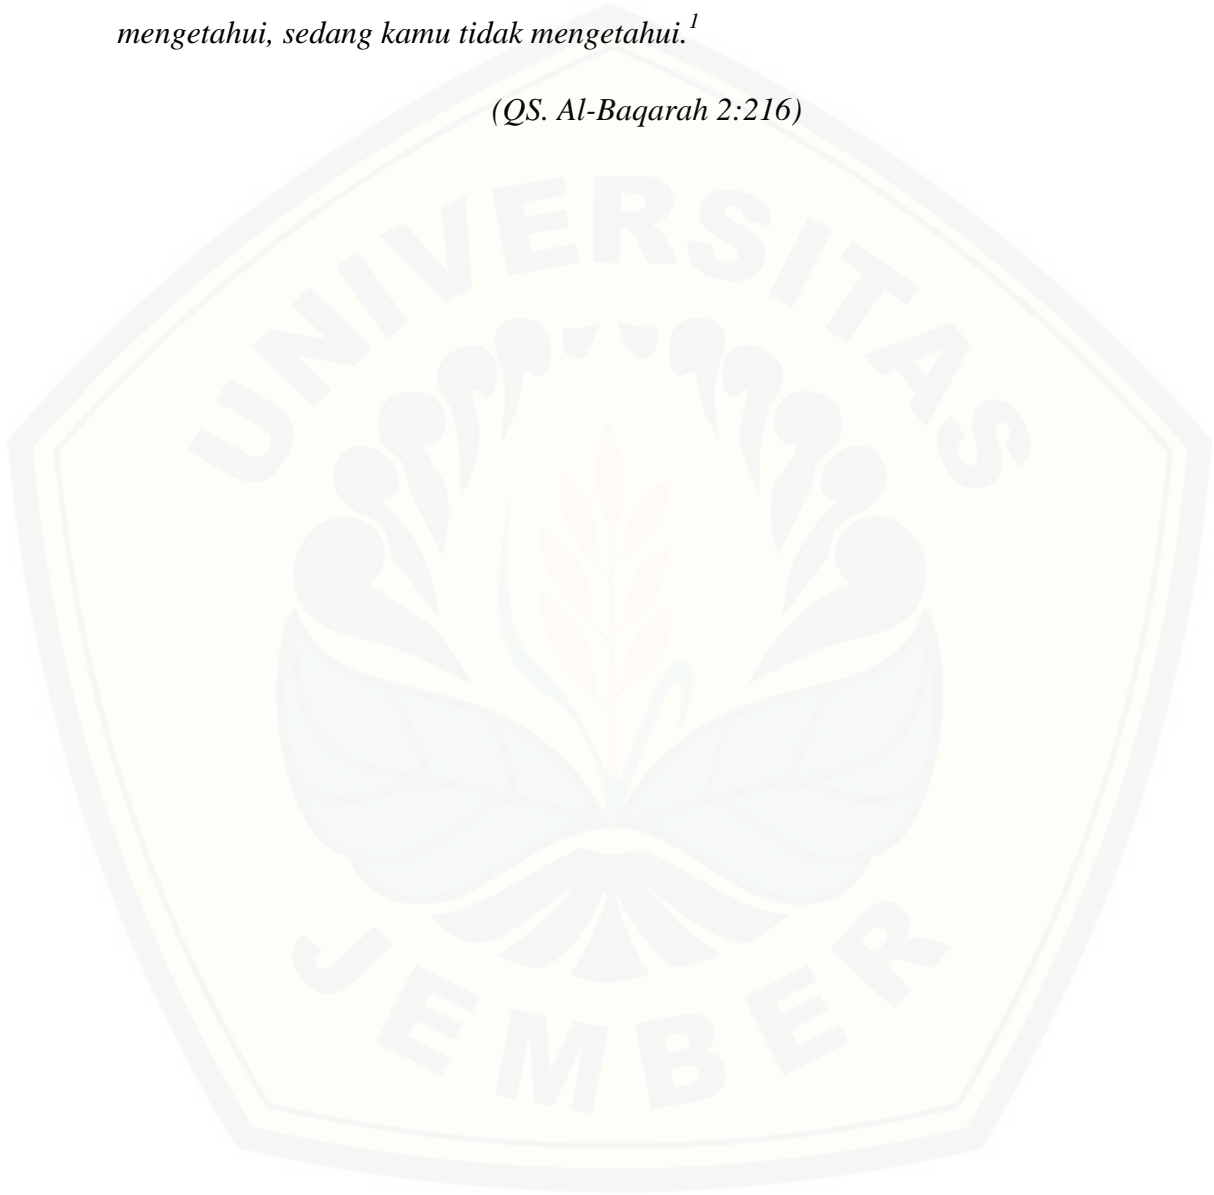 mengetahui, sedang kamu tidak mengetahui.1
(QS. Al-Baqarah 2:216)
UNIVERSITAS
JEMBER